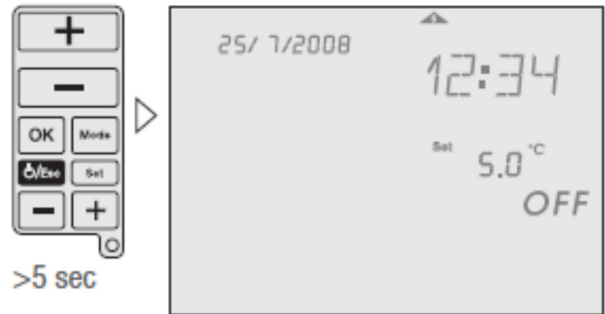 +
−
OK Mode
/Esc Set
− +
>5 sec
25/ 7/2008
12:34
Set 5.0 °C
OFF